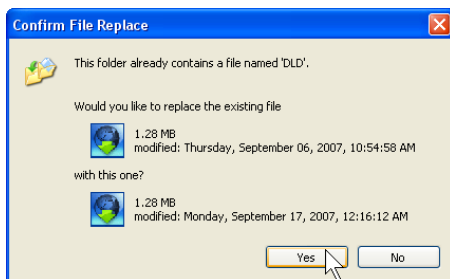 Confirm File Replace
This folder already contains a file named 'DLD'.
Would you like to replace the existing file
1.28 MB
modified: Thursday, September 06, 2007, 10:54:58 AM
with this one?
1.28 MB
modified: Monday, September 17, 2007, 12:16:12 AM
Yes No